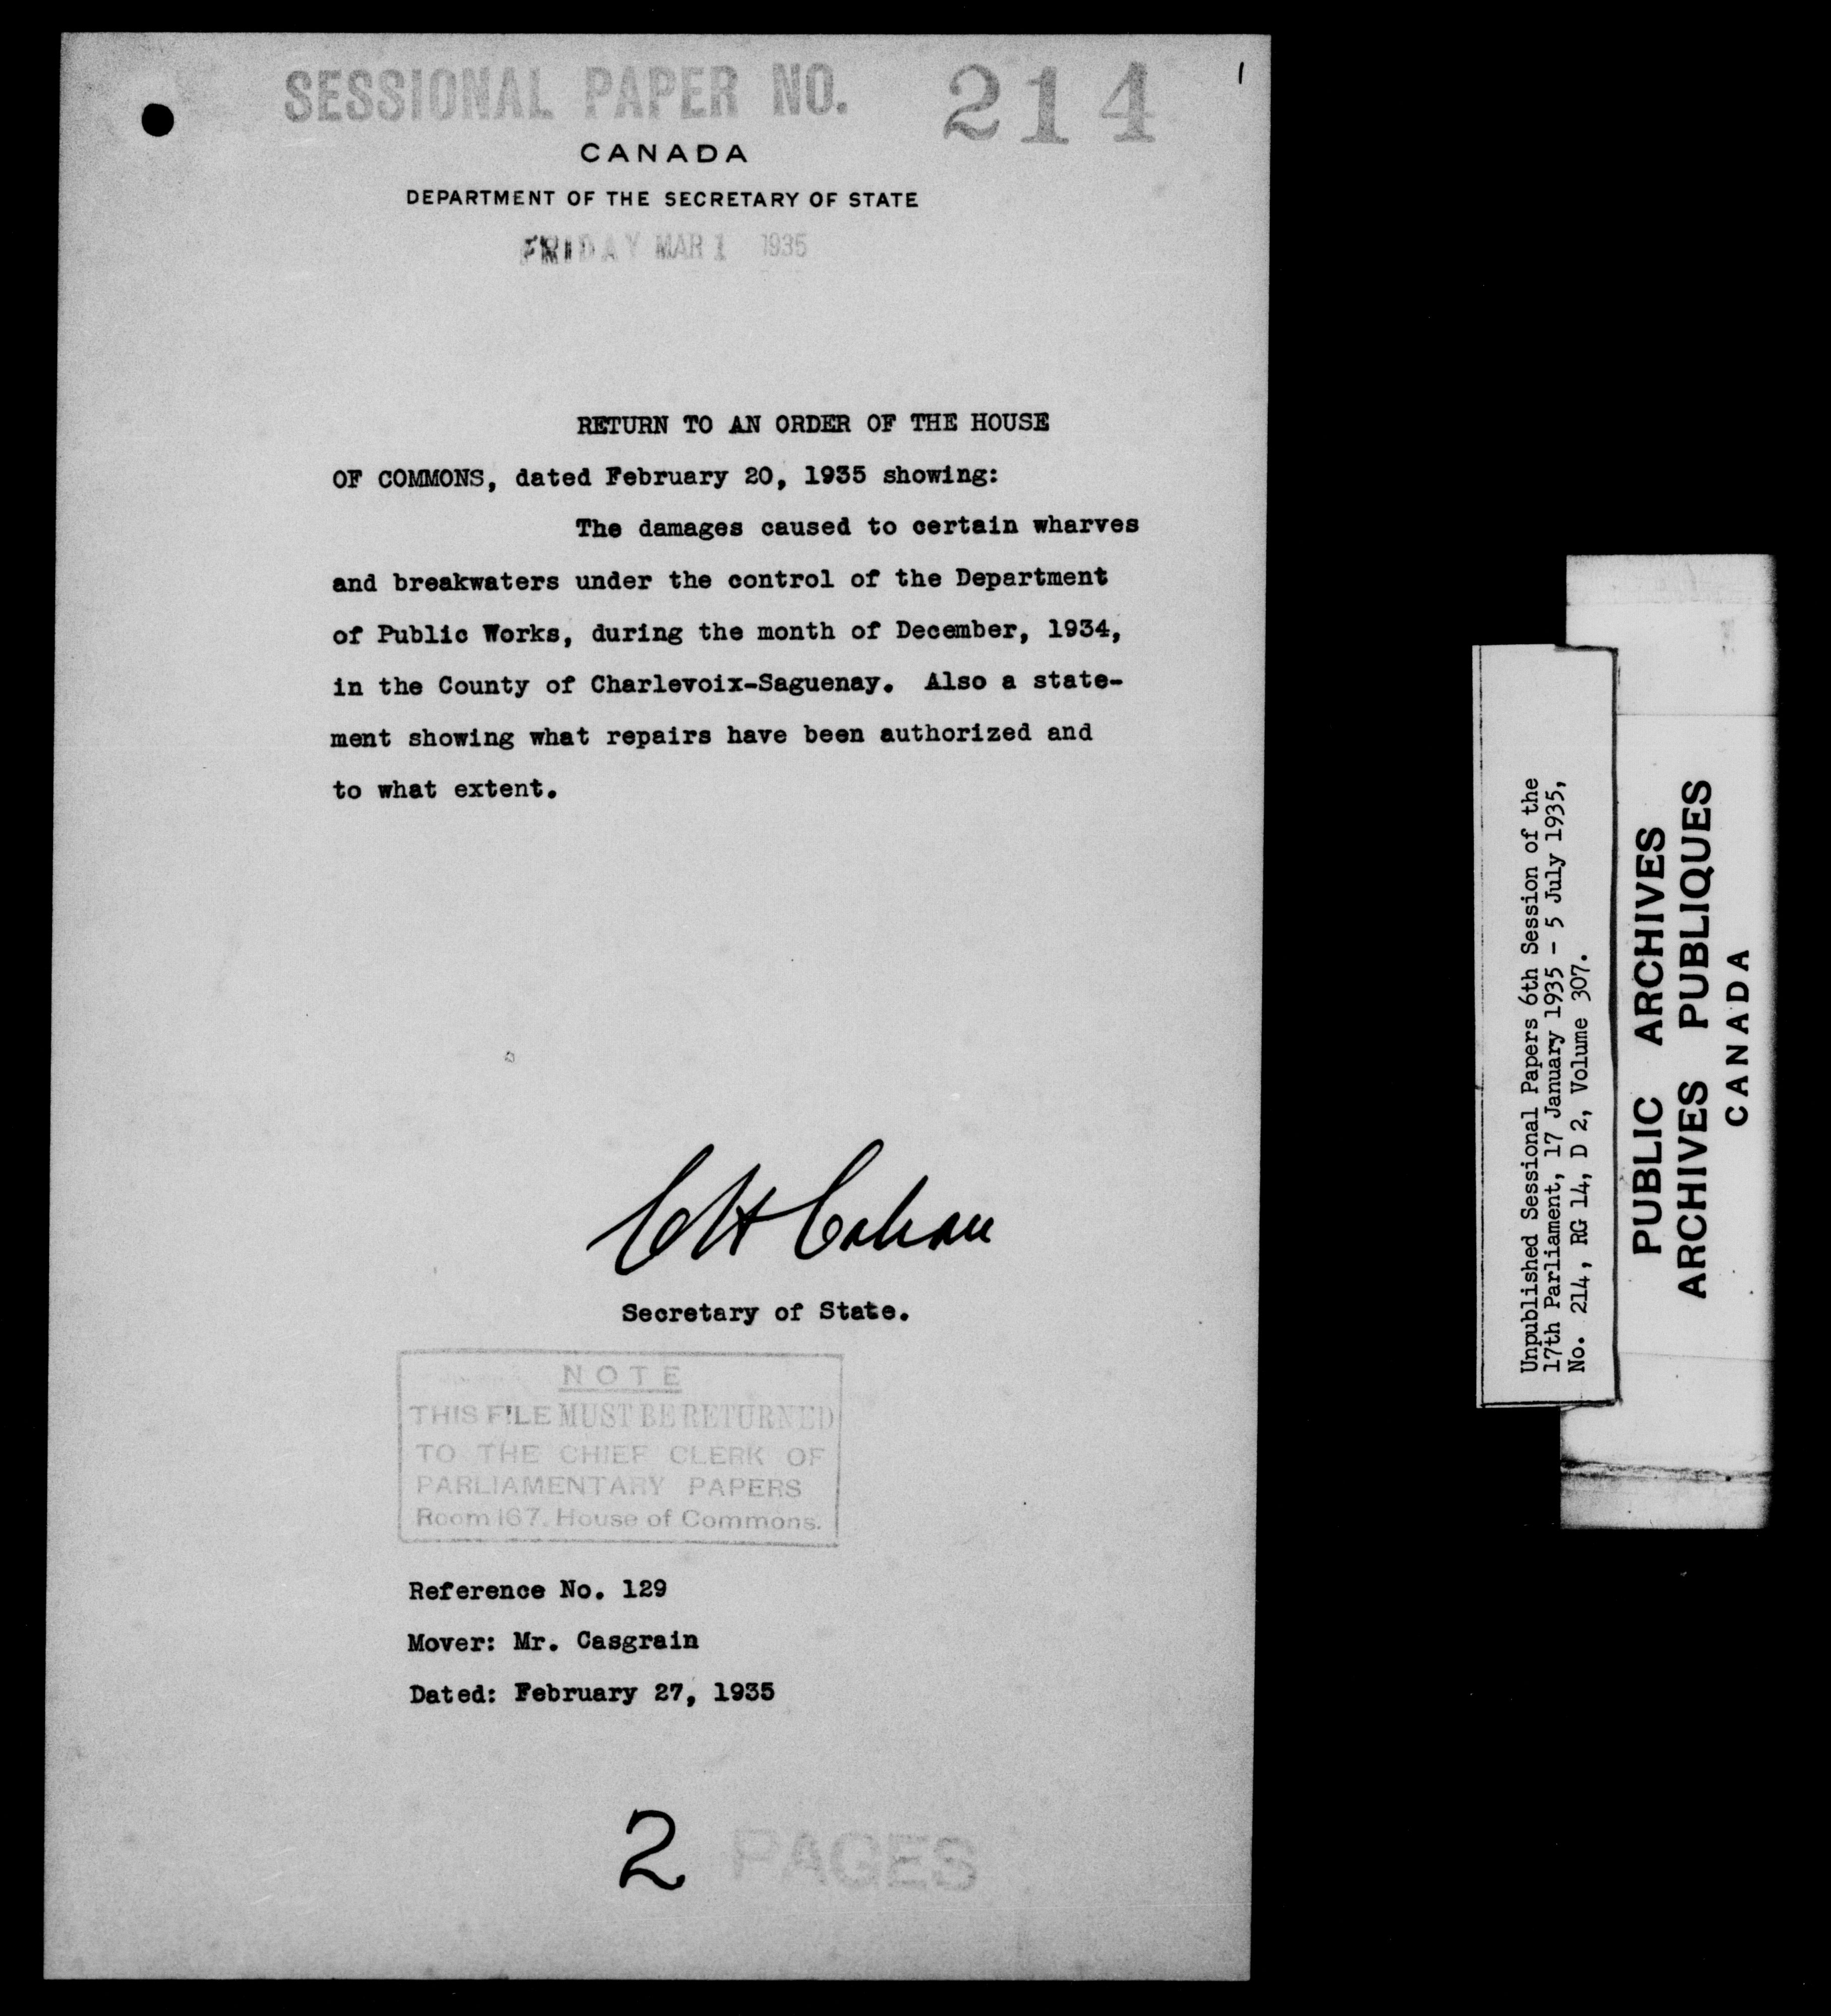 SESSIONAL PAPER NO. 214
1
CANADA
DEPARTMENT OF THE SECRETARY OF STATE
FRIDAY MAR 1 1935
RETURN TO AN ORDER OF THE HOUSE
OF COMMONS, dated February 20, 1935 showing:
The damages caused to certain wharves
and breakwaters under the control of the Department
of Public Works, during the month of December, 1934,
in the County of Charlevoix-Saguenay. Also a state-
ment showing what repairs have been authorized and
to what extent.
C H Cahan
Secretary of State.
NOTE
THIS FILE MUST BE RETURNED
TO THE CHIEF CLERK OF
PARLIAMENTARY PAPERS
Room 167. House of Commons.
Reference No. 129
Mover: Mr. Casgrain
Dated: February 27, 1935
2 PAGES
Unpublished Sessional Papers 6th Session of the
17th Parliament, 17 January 1935 - 5 July 1935,
No. 214, RG 14, D 2, Volume 307.
PUBLIC ARCHIVES
ARCHIVES PUBLIQUES
CANADA